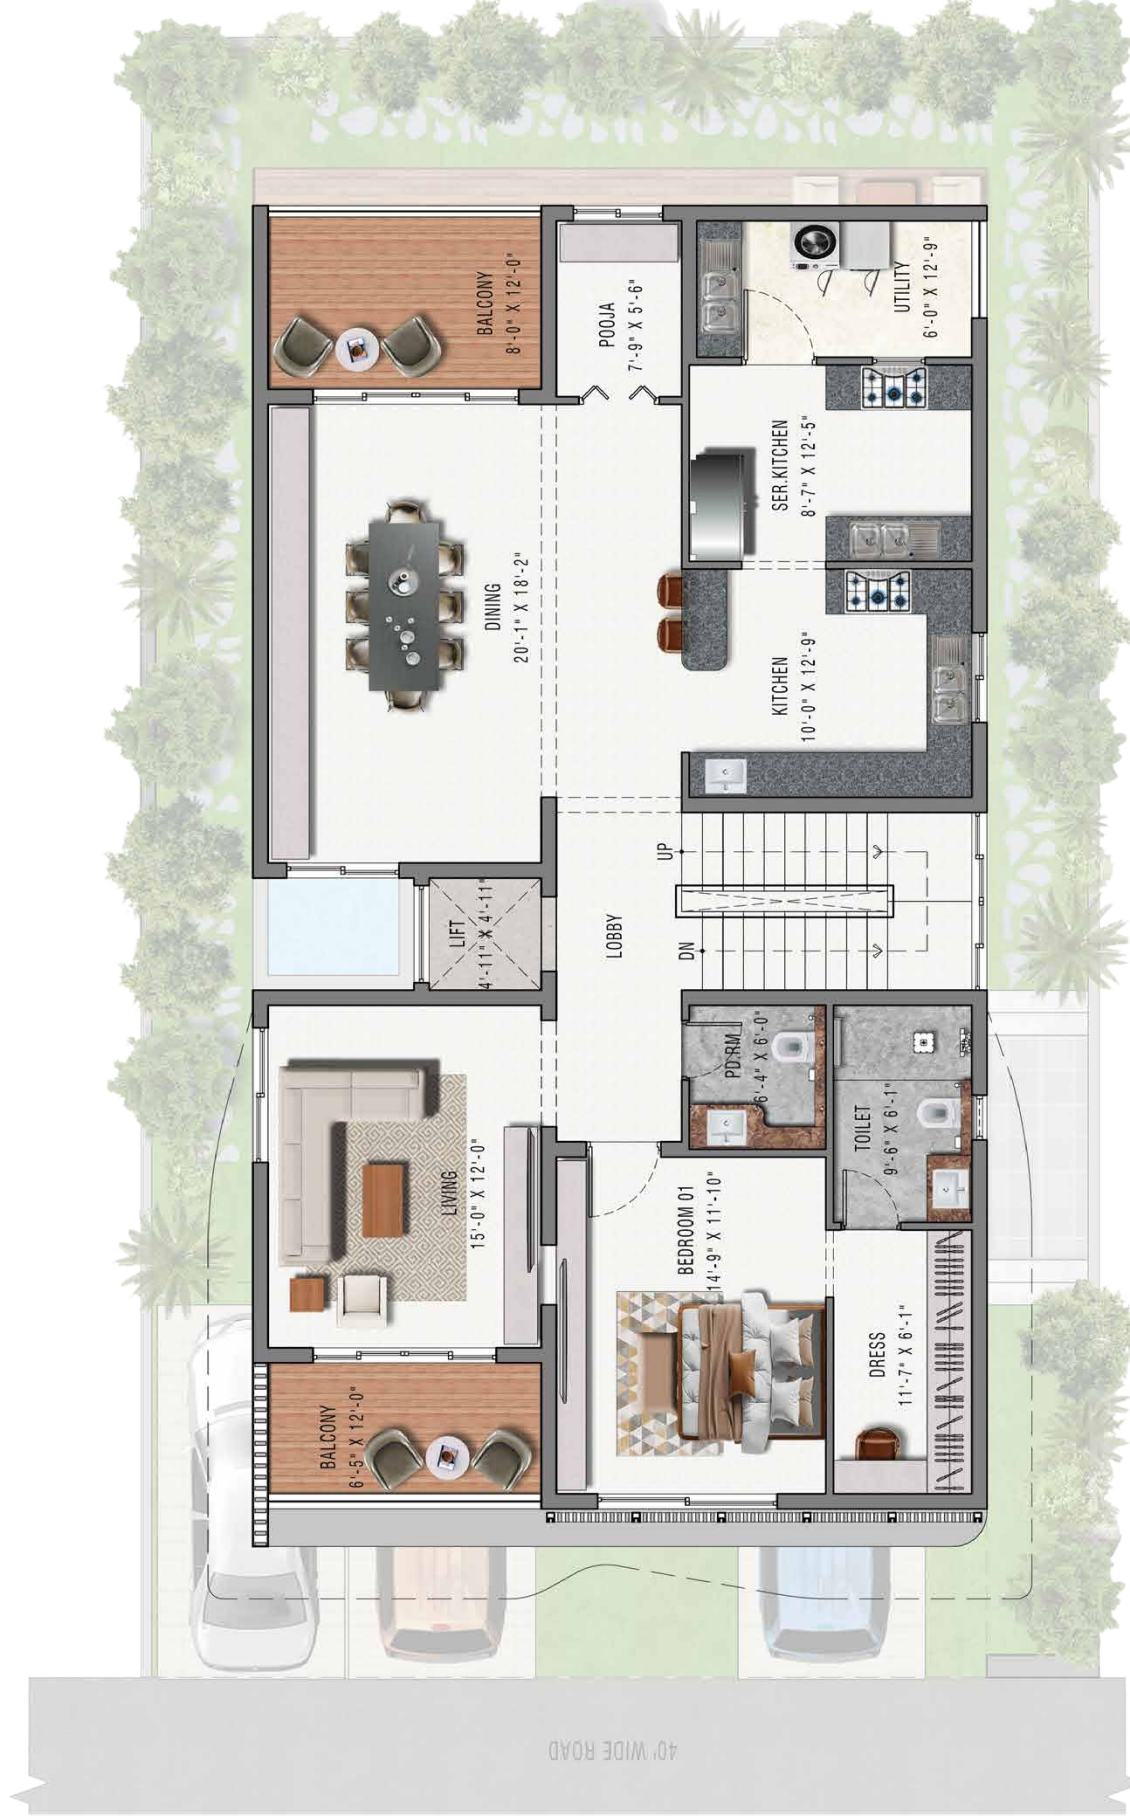 BALCONY
8'-0" X 12'-0"
POOJA
7'-9" X 5'-6"
UTILITY
6'-0" X 12'-9"
SER.KITCHEN
8'-7" X 12'-5"
DINING
20'-1" X 18'-2"
KITCHEN
10'-0" X 12'-9"
UP
LIFT
4'-11" X 4'-11"
LOBBY
DN
PD.RM
6'-4" X 6'-0"
TOILET
9'-6" X 6'-1"
LIVING
15'-0" X 12'-0"
BEDROOM 01
14'-9" X 11'-10"
DRESS
11'-7" X 6'-1"
BALCONY
6'-5" X 12'-0"
40' WIDE ROAD